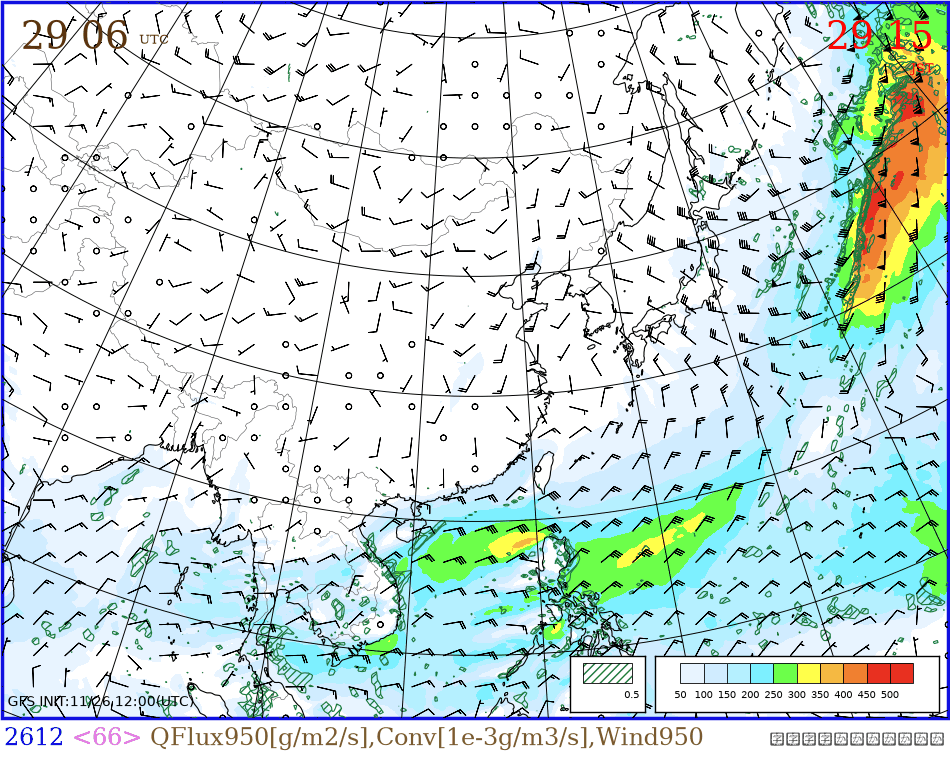 29 06 UTC
29 15
0.5
50 100 150 200 250 300 350 400 450 500
GPS INIT:11/26,12:00(UTC)
2612 <66> QFlux950[g/m2/s],Conv[1e-3g/m3/s],Wind950